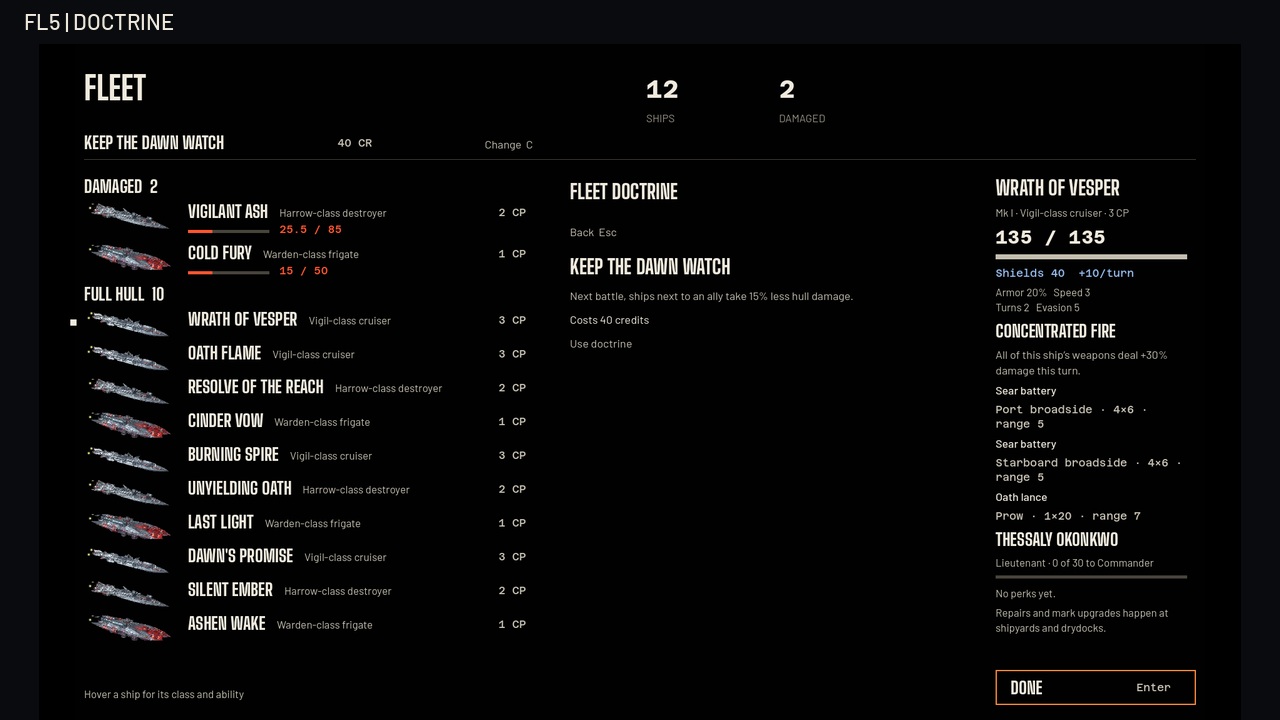 FL5 | DOCTRINE
FLEET
12
SHIPS
2
DAMAGED
KEEP THE DAWN WATCH 40 CR Change C
DAMAGED 2
VIGILANT ASH Harrow-class destroyer 2 CP
25.5 / 85
COLD FURY Warden-class frigate 1 CP
15 / 50
FULL HULL 10
WRATH OF VESPER Vigil-class cruiser 3 CP
OATH FLAME Vigil-class cruiser 3 CP
RESOLVE OF THE REACH Harrow-class destroyer 2 CP
CINDER VOW Warden-class frigate 1 CP
BURNING SPIRE Vigil-class cruiser 3 CP
UNYIELDING OATH Harrow-class destroyer 2 CP
LAST LIGHT Warden-class frigate 1 CP
DAWN'S PROMISE Vigil-class cruiser 3 CP
SILENT EMBER Harrow-class destroyer 2 CP
ASHEN WAKE Warden-class frigate 1 CP
Hover a ship for its class and ability
FLEET DOCTRINE
Back Esc
KEEP THE DAWN WATCH
Next battle, ships next to an ally take 15% less hull damage.
Costs 40 credits
Use doctrine
WRATH OF VESPER
Mk I · Vigil-class cruiser · 3 CP
135 / 135
Shields 40 +10/turn
Armor 20% Speed 3
Turns 2 Evasion 5
CONCENTRATED FIRE
All of this ship's weapons deal +30%
damage this turn.
Sear battery
Port broadside · 4×6 ·
range 5
Sear battery
Starboard broadside · 4×6 ·
range 5
Oath lance
Prow · 1×20 · range 7
THESSALY OKONKWO
Lieutenant · 0 of 30 to Commander
No perks yet.
Repairs and mark upgrades happen at
shipyards and drydocks.
DONE Enter